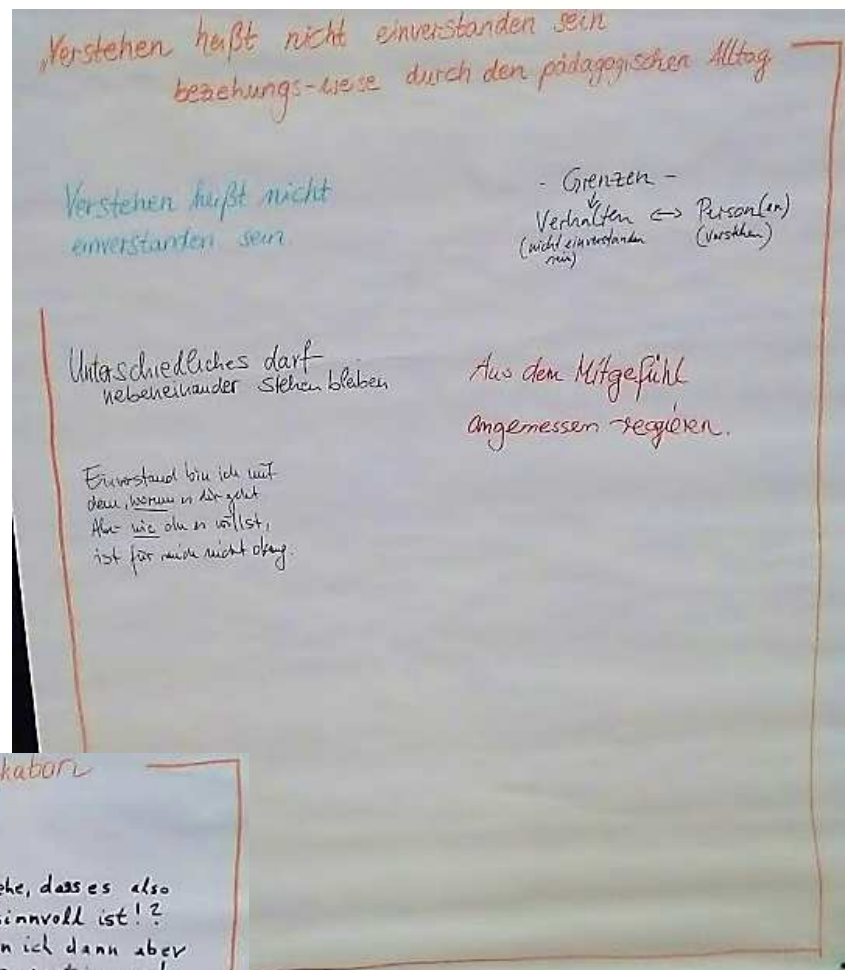 „Verstehen heißt nicht einverstanden sein
beziehungs-weise durch den pädagogischen Alltag
Verstehen heißt nicht
einverstanden sein
- Grenzen -
Verhalten ↔ Person(en)
(nicht einverstanden
sein)
(verstehen)
Unterschiedliches darf
nebeneinander stehen bleiben
Aus dem Mitgefühl
angemessen reagieren.
Einverstand bin ich mit
dem, worum es dir geht
Aber wie du es willst,
ist für mich nicht okay.
kation
ehe, dass es also
sinnvoll ist!?
n ich dann aber